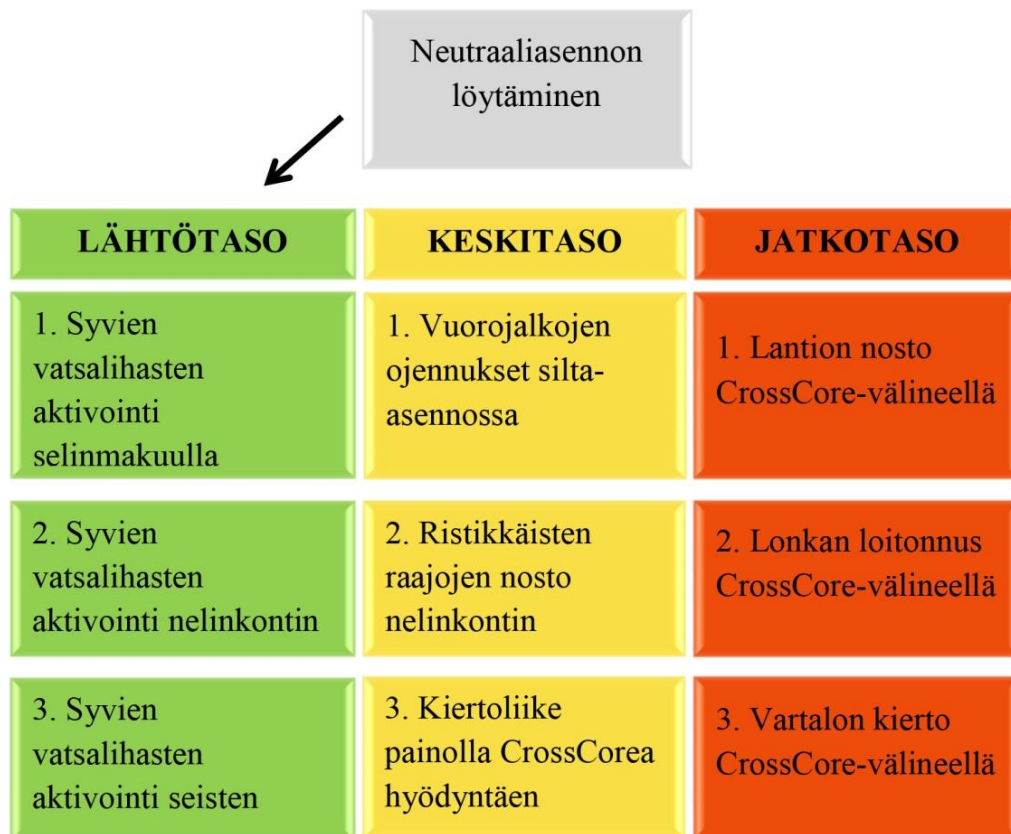 Neutraaliasennon
löytäminen
LÄHTÖTASO
KESKITASO
JATKOTASO
1. Syvien
vatsalihasten
aktivointi
selinmakuulla
1. Vuorojalkojen
ojennukset silta-
asennossa
1. Lantion nosto
CrossCore-välineellä
2. Syvien
vatsalihasten
aktivointi nelinkontin
2. Ristikkäisten
raajojen nosto
nelinkontin
2. Lonkan loitonnus
CrossCore-välineellä
3. Syvien
vatsalihasten
aktivointi seisten
3. Kiertoliike
painolla CrossCorea
hyödyntäen
3. Vartalon kierto
CrossCore-välineellä